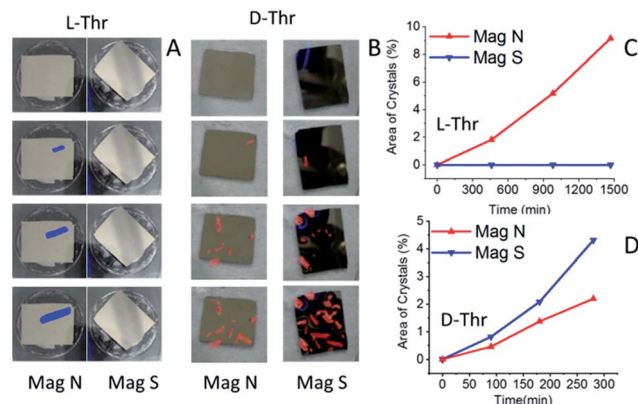 L-Thr
A
Mag N
Mag S
D-Thr
B
Mag N
Mag S
C
Area of Crystals (%)
10
8
6
4
2
0
Mag N
Mag S
L-Thr
0 300 600 900 1200 1500
Time (min)
D
Area of Crystals (%)
5
4
3
2
1
0
Mag N
Mag S
D-Thr
0 50 100 150 200 250 300
Time(min)